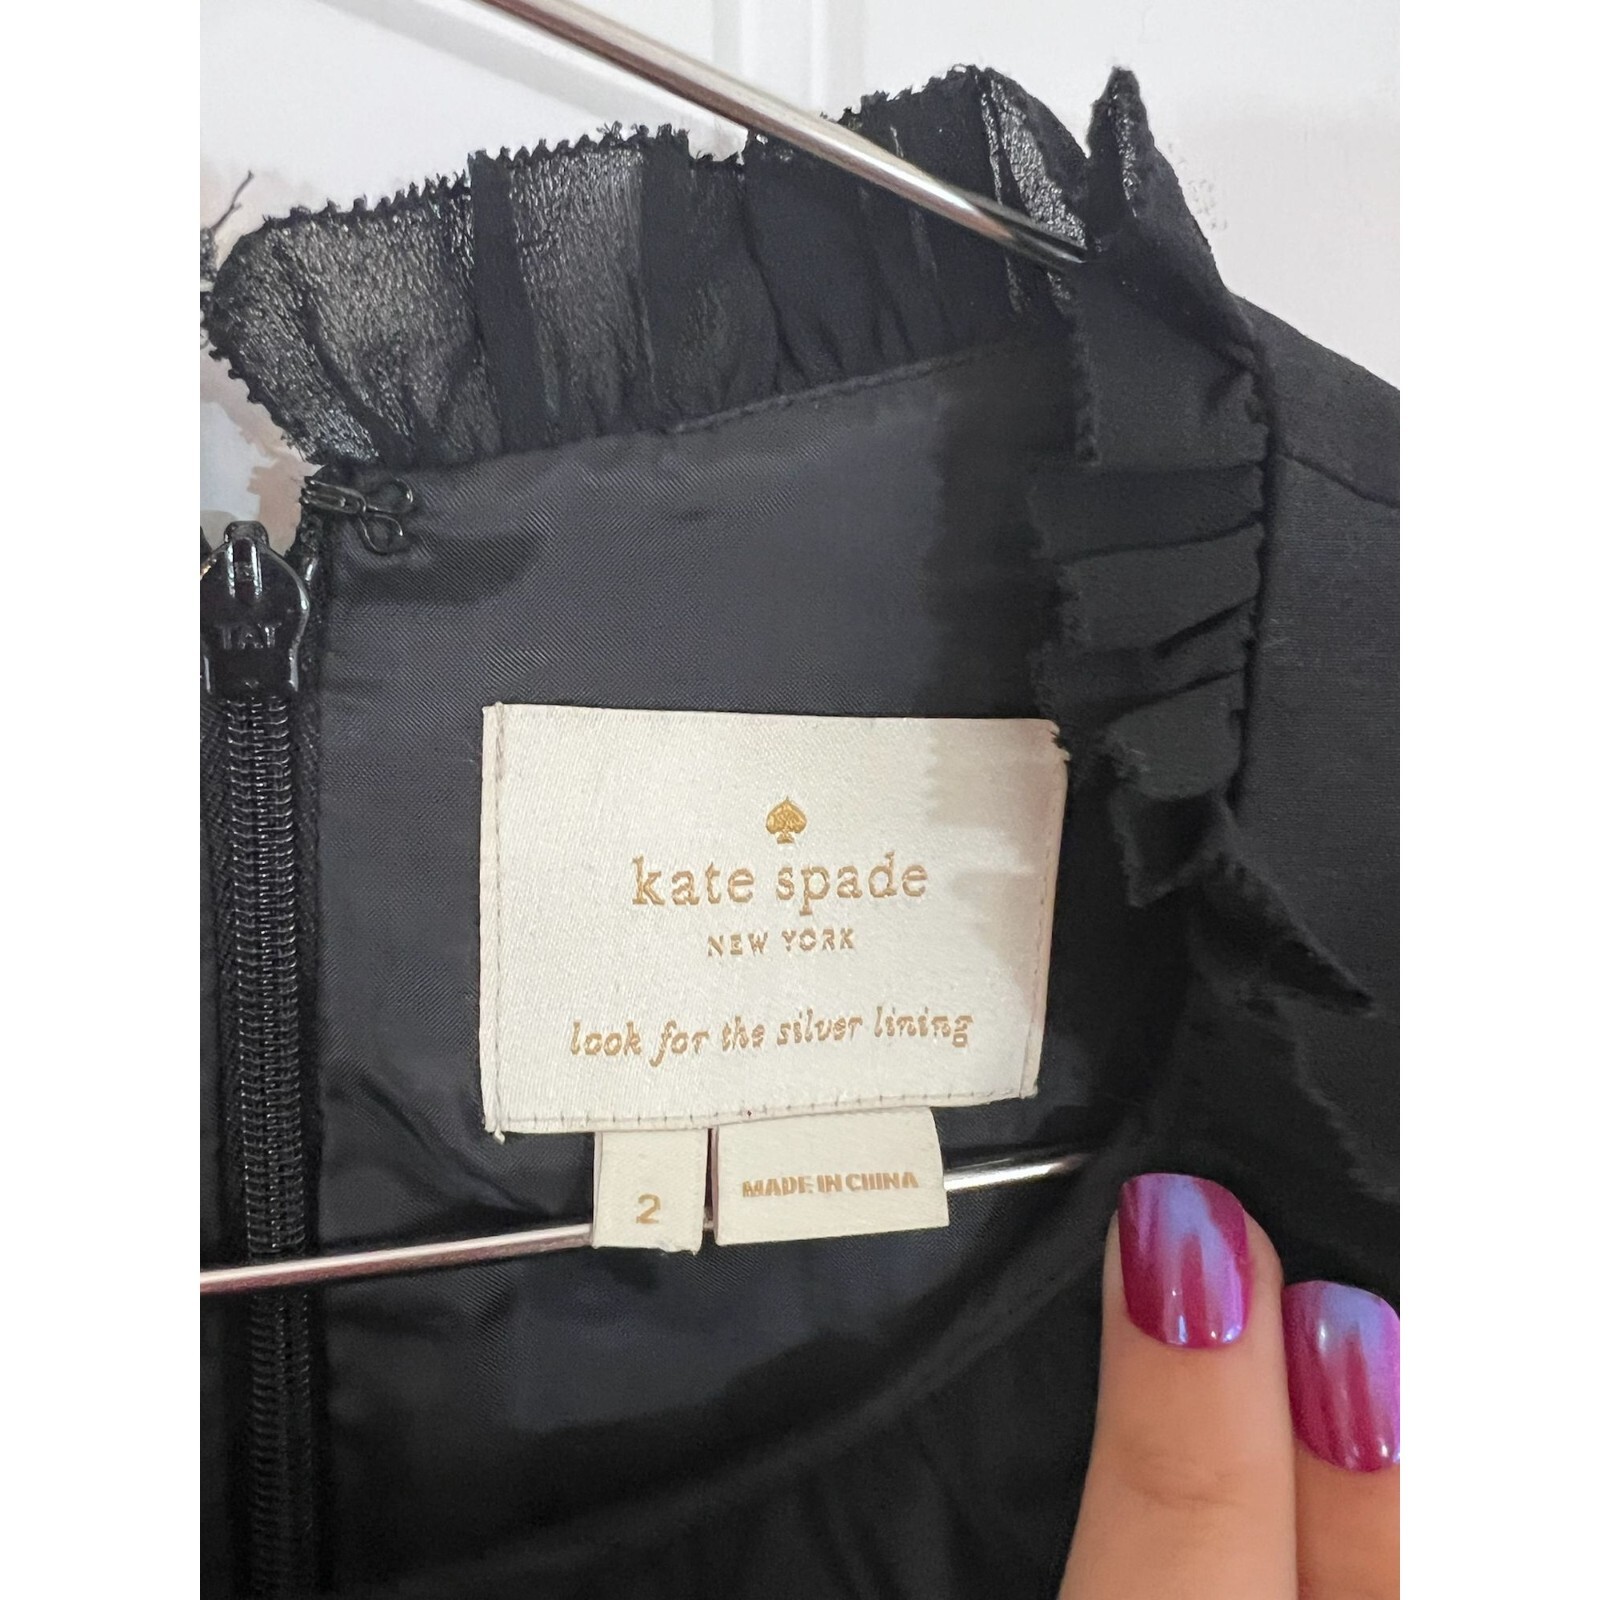 kate spade
NEW YORK
look for the silver lining
2
MADE IN CHINA